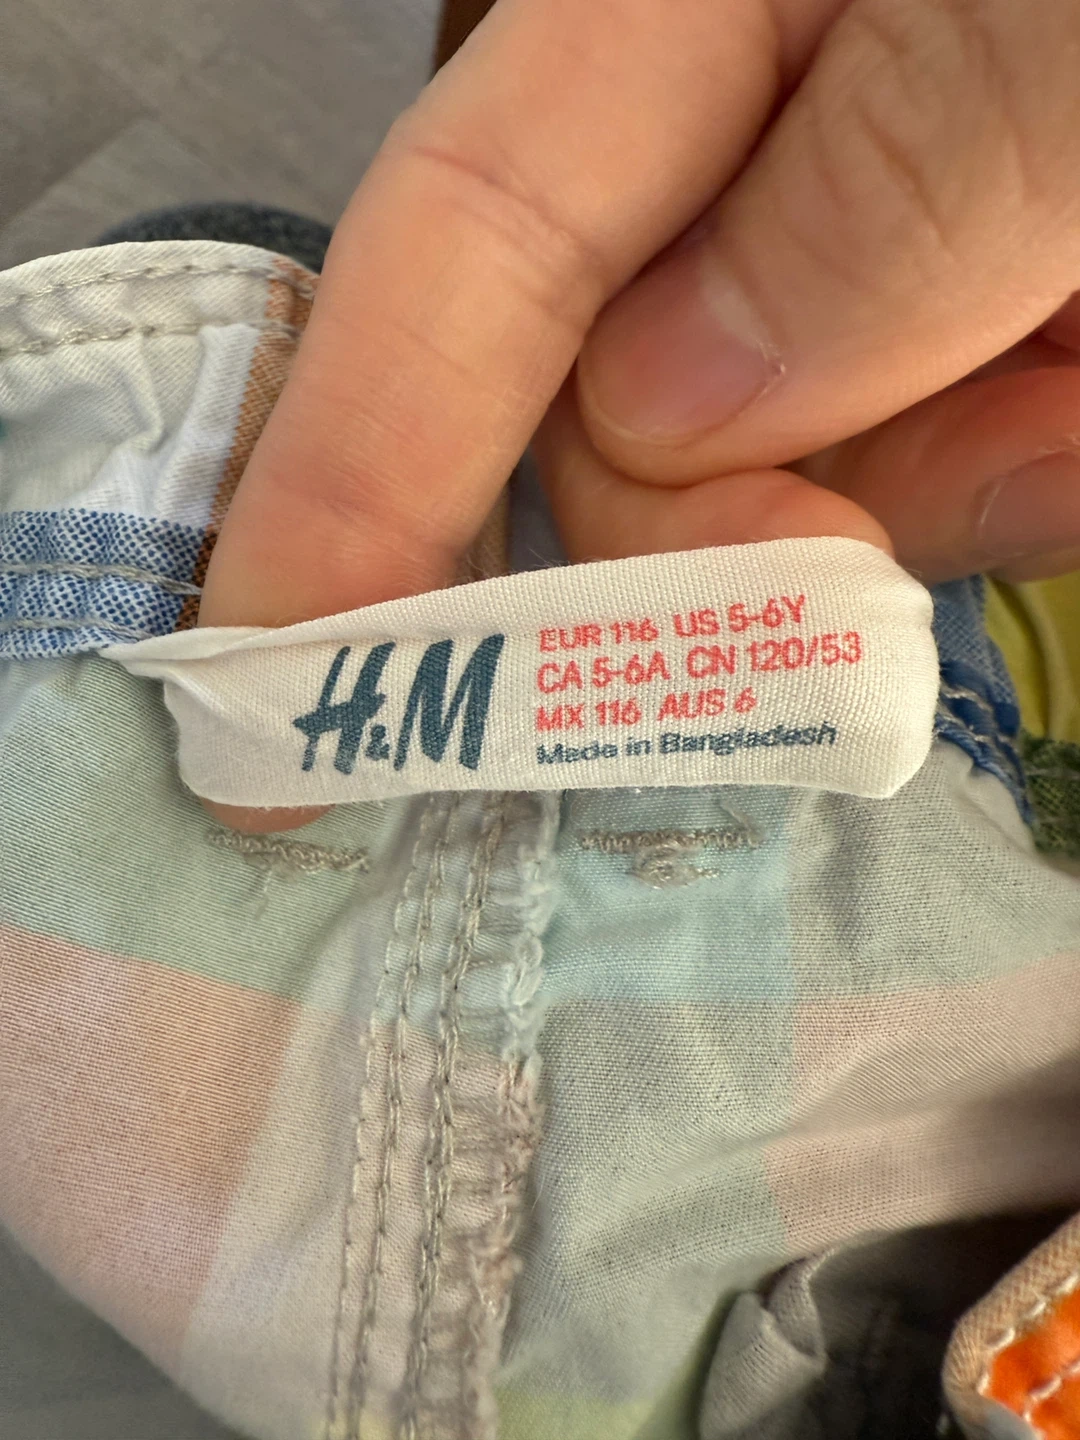 H&M
EUR 116 US 5-6Y
CA 5-6A CN 120/53
MX 116 AUS 6
Made in Bangladesh